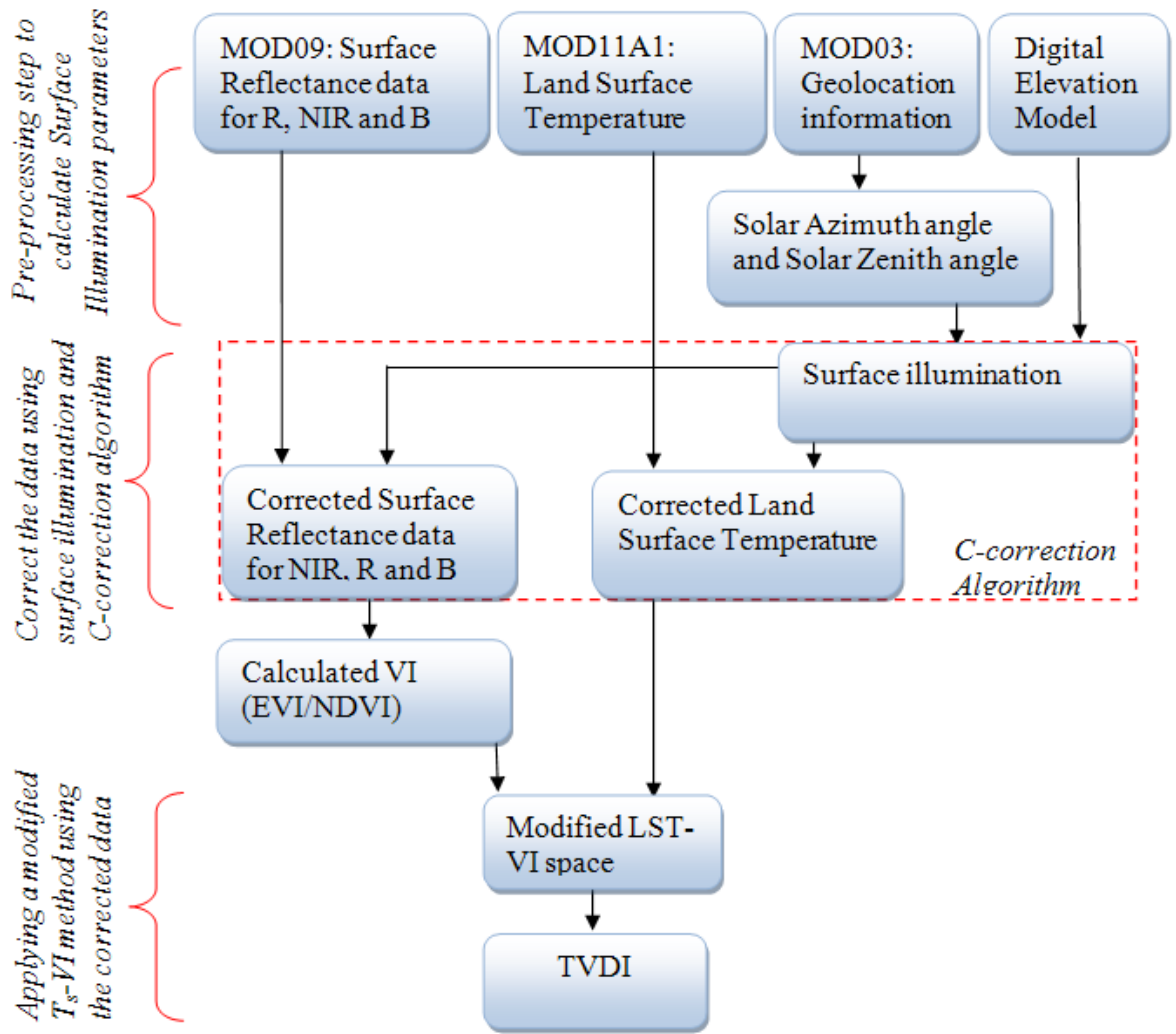 Pre-processing step to
calculate Surface
Illumination parameters
MOD09: Surface
Reflectance data
for R, NIR and B
MOD11A1:
Land Surface
Temperature
MOD03:
Geolocation
information
Digital
Elevation
Model
Solar Azimuth angle
and Solar Zenith angle
Correct the data using
surface illumination and
C-correction algorithm
Surface illumination
Corrected Surface
Reflectance data
for NIR, R and B
Corrected Land
Surface Temperature
C-correction
Algorithm
Calculated VI
(EVI/NDVI)
Applying a modified
Ts-VI method using
the corrected data
Modified LST-
VI space
TVDI